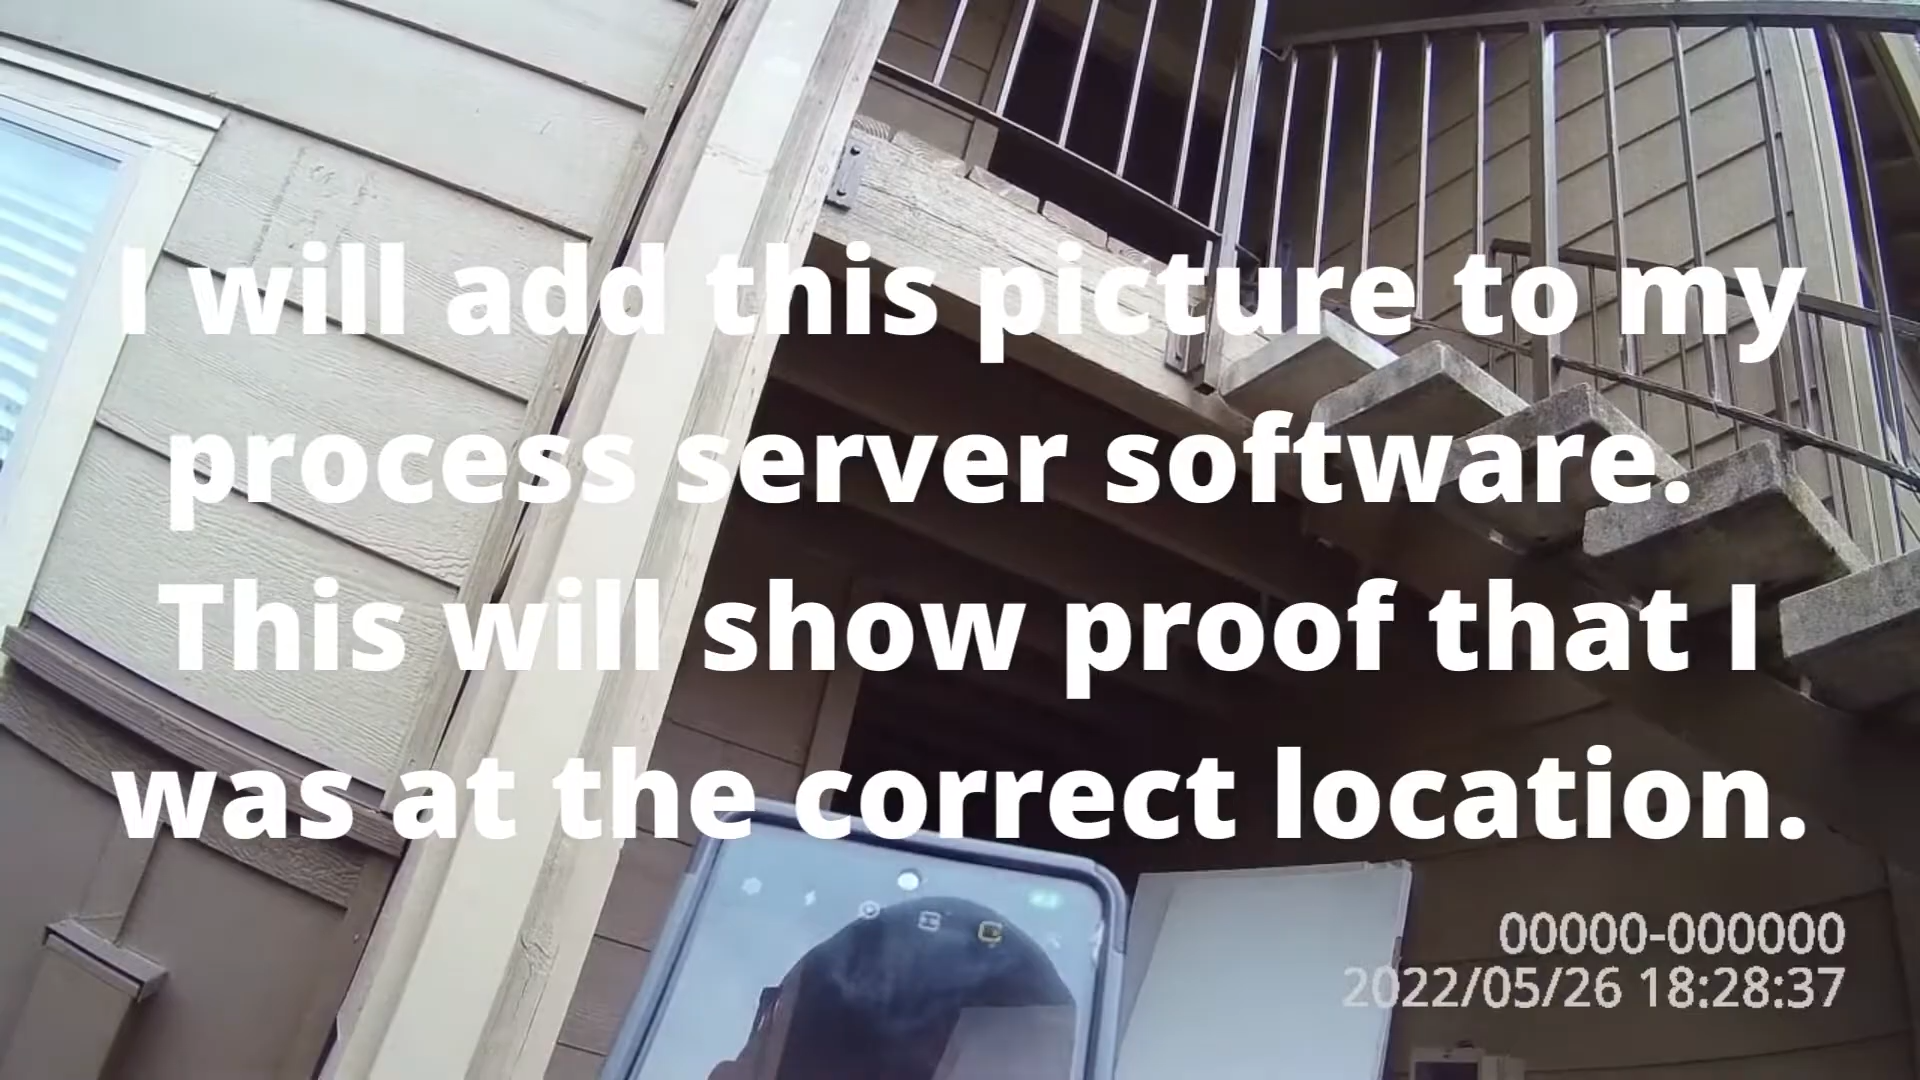 I will add this picture to my
process server software.
This will show proof that I
was at the correct location.
00000-000000
2022/05/26 18:28:37